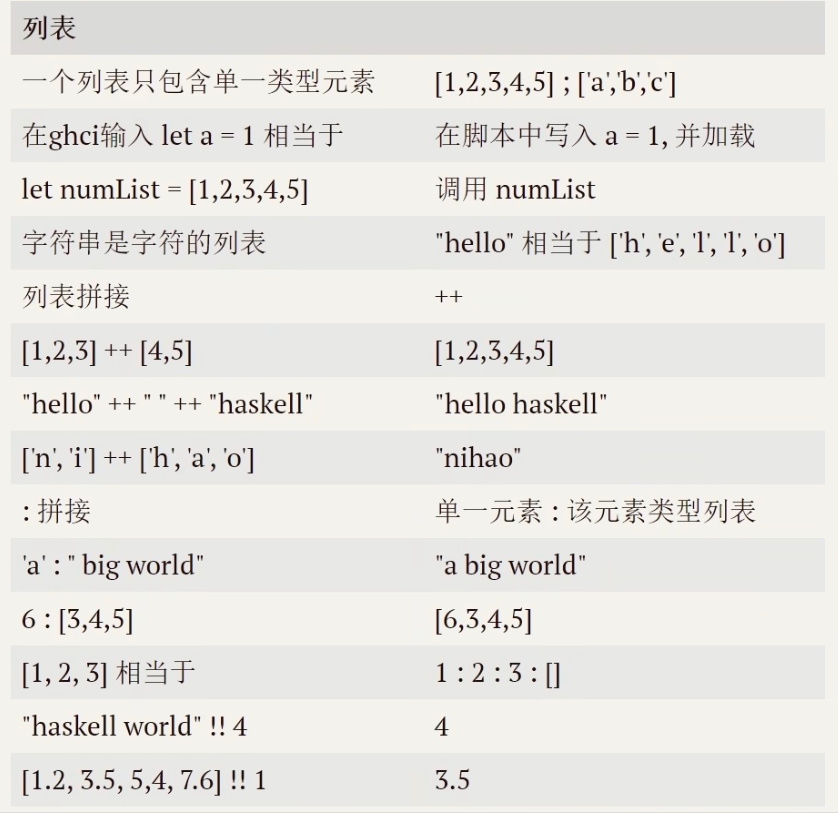 列表
一个列表只包含单一类型元素 [1,2,3,4,5] ; ['a','b','c']
在ghci输入 let a = 1 相当于 在脚本中写入 a = 1, 并加载
let numList = [1,2,3,4,5] 调用 numList
字符串是字符的列表 "hello" 相当于 ['h', 'e', 'l', 'l', 'o']
列表拼接 ++
[1,2,3] ++ [4,5] [1,2,3,4,5]
"hello" ++ " " ++ "haskell" "hello haskell"
['n', 'i'] ++ ['h', 'a', 'o'] "nihao"
: 拼接 单一元素 : 该元素类型列表
'a' : " big world" "a big world"
6 : [3,4,5] [6,3,4,5]
[1, 2, 3] 相当于 1 : 2 : 3 : []
"haskell world" !! 4 4
[1.2, 3.5, 5,4, 7.6] !! 1 3.5